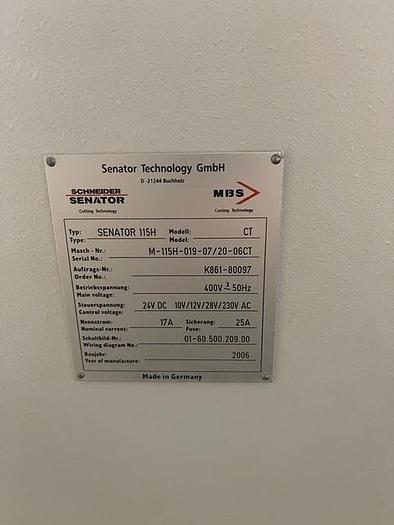 Senator Technology GmbH
D -21244 Buchholz
SCHNEIDER
SENATOR
Cutting Technology
MBS
Casting Technology
Typ: SENATOR 115H Modell: CT
Type: Model:
Masch - Nr.: M-115H-019-07/20-06CT
Serial No.:
Auftrags-Nr.: K861-80097
Order No.:
Betriebsspannung: 400V 3~ 50Hz
Main voltage:
Steuerspannung: 24V DC 10V/12V/28V/230V AC
Control voltage:
Nennstrom: 17A Sicherung: 25A
Nominal current: Fuse:
Schaltbild-Nr.: 01-60.500.209.00
Wiring diagram No.:
Baujahr: 2006
Year of manufacture:
Made in Germany